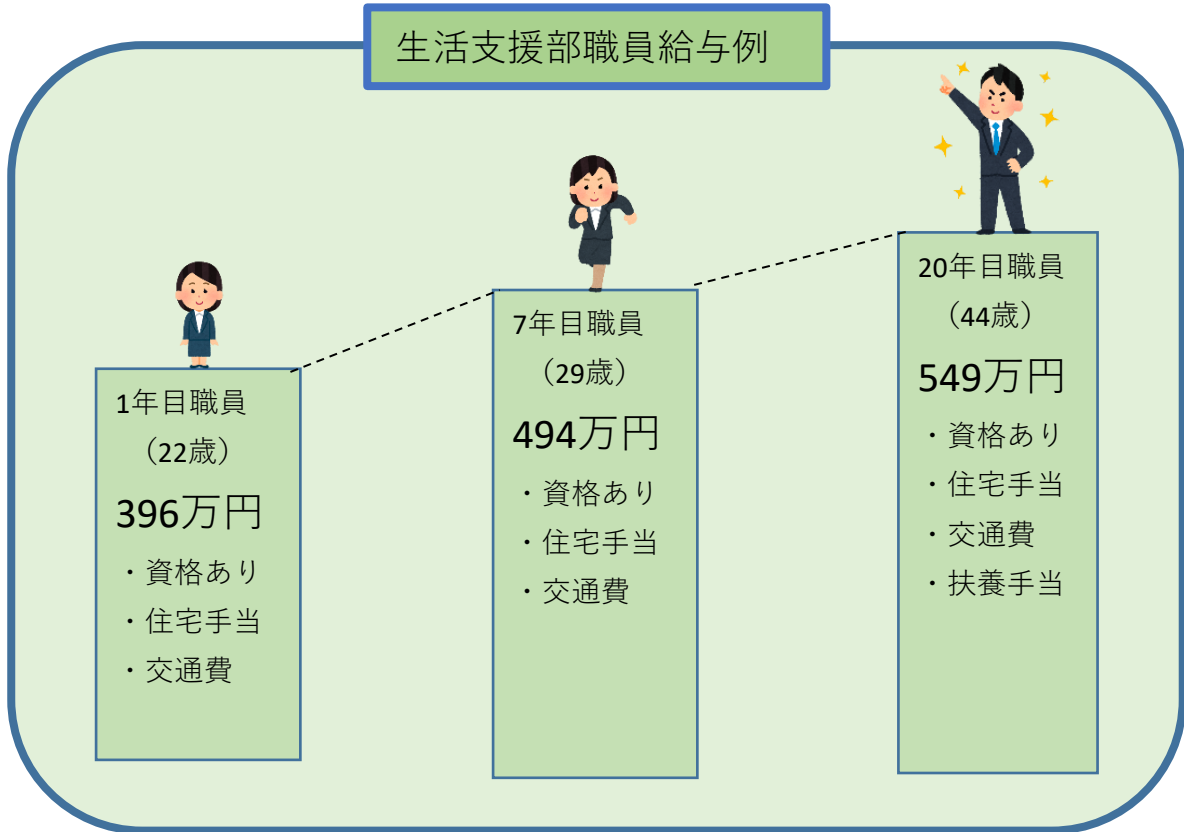 生活支援部職員給与例
1年目職員
（22歳）
396万円
・資格あり
・住宅手当
・交通費
7年目職員
（29歳）
494万円
・資格あり
・住宅手当
・交通費
20年目職員
（44歳）
549万円
・資格あり
・住宅手当
・交通費
・扶養手当